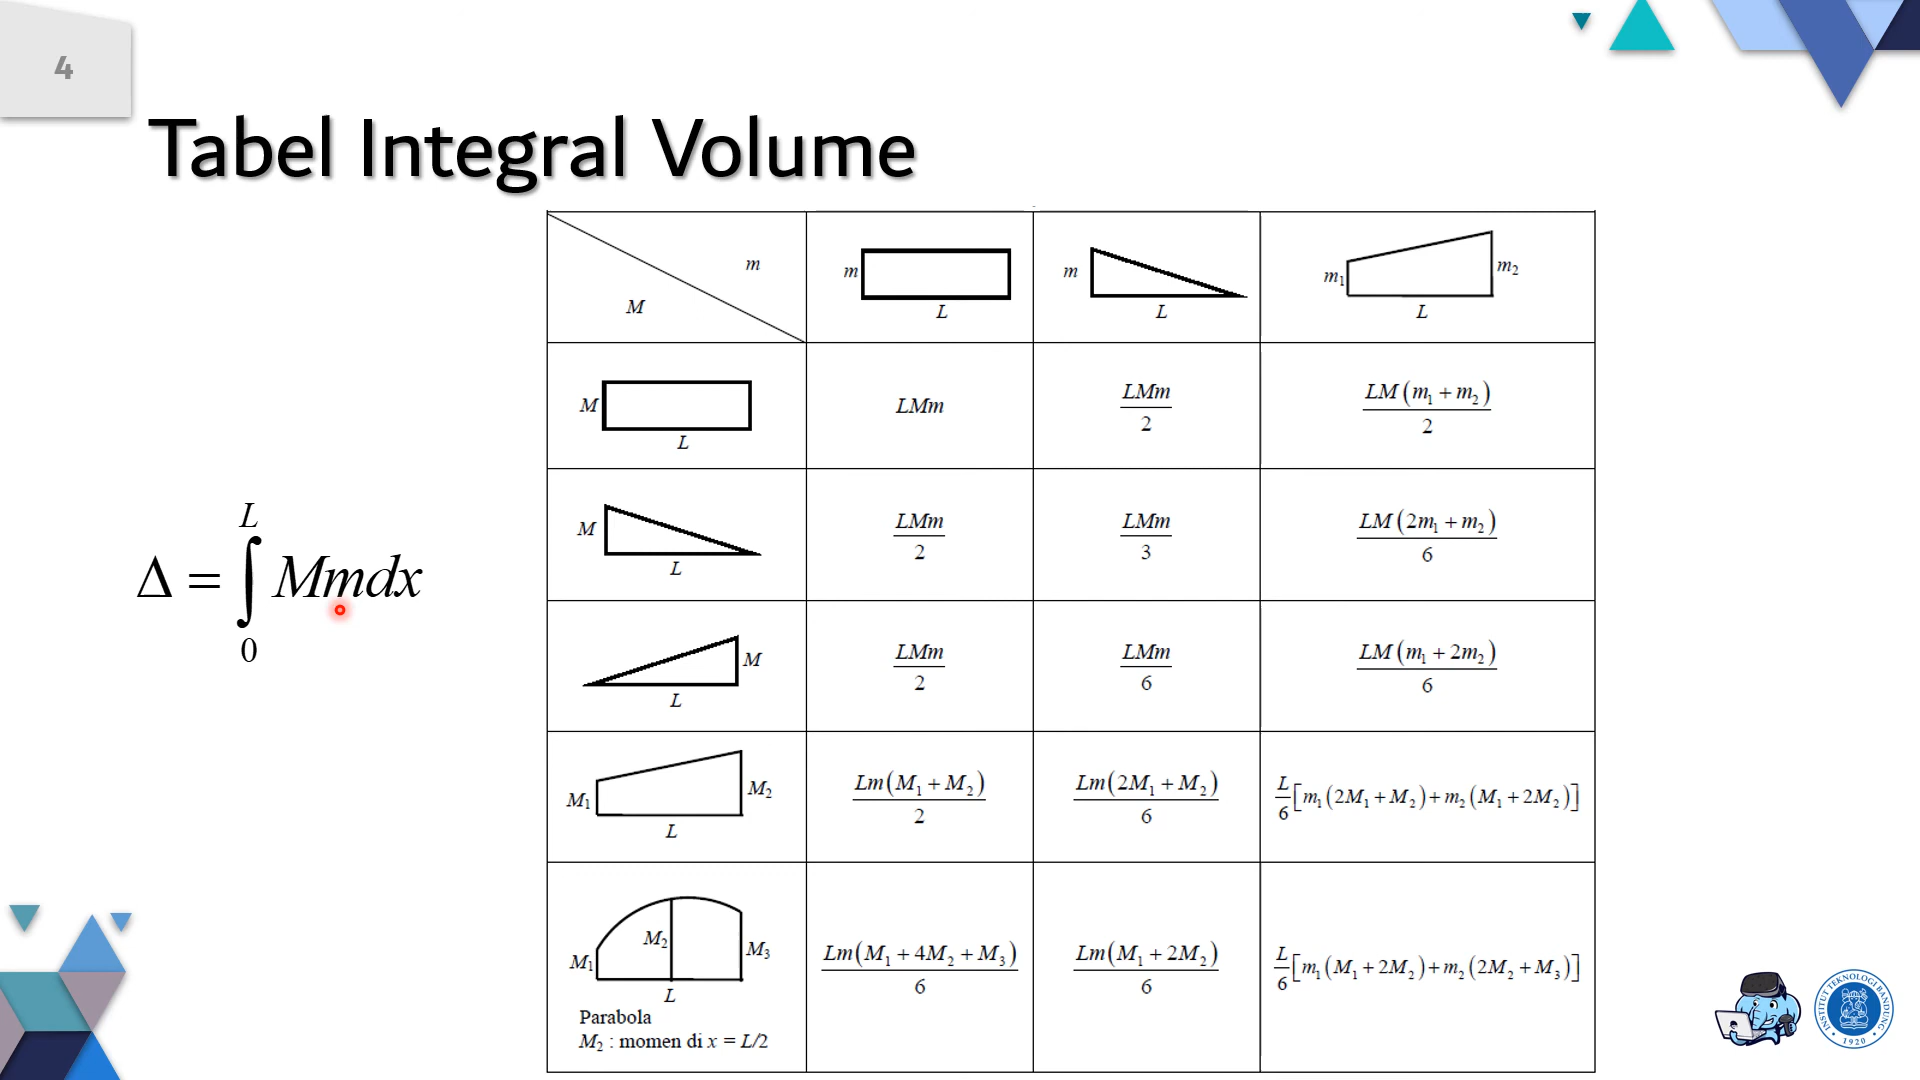 4
Tabel Integral Volume
Δ = ∫₀ᴸ Mmdx
m
M
m
L
m
L
m₁
m₂
L
M
L
LMm
LMm/2
LM(m₁ + m₂)/2
M
L
LMm/2
LMm/3
LM(2m₁ + m₂)/6
M
L
LMm/2
LMm/6
LM(m₁ + 2m₂)/6
M₁
M₂
L
Lm(M₁ + M₂)/2
Lm(2M₁ + M₂)/6
L/6[m₁(2M₁ + M₂) + m₂(M₁ + 2M₂)]
M₁
M₂
M₃
L
Parabola
M₂ : momen di x = L/2
Lm(M₁ + 4M₂ + M₃)/6
Lm(M₁ + 2M₂)/6
L/6[m₁(M₁ + 2M₂) + m₂(2M₂ + M₃)]
INSTITUT TEKNOLOGI BANDUNG
1920